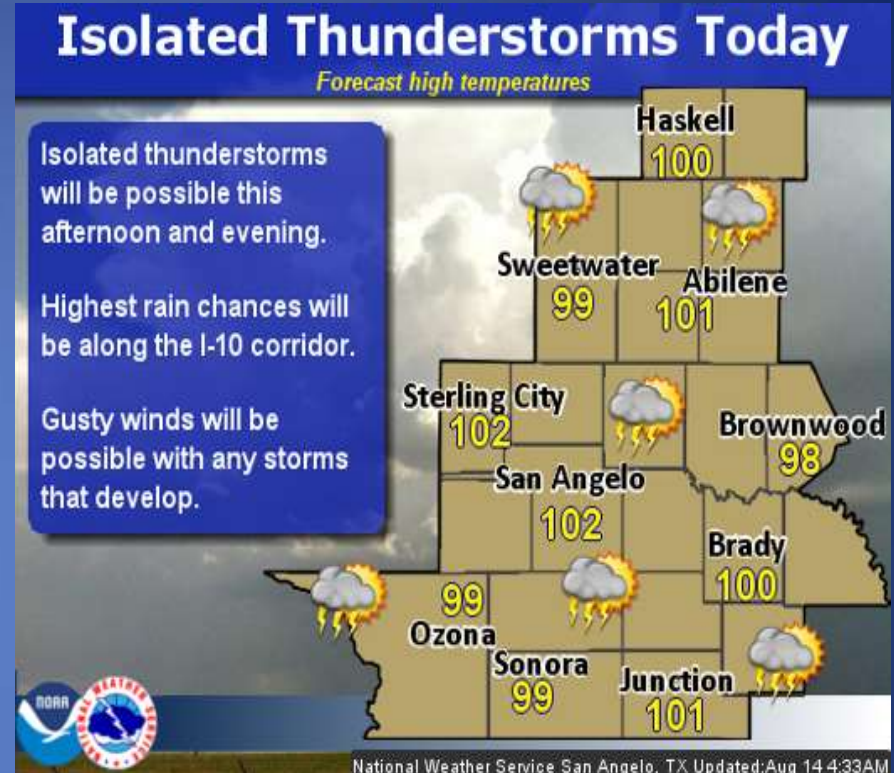 Isolated Thunderstorms Today
Forecast high temperatures
Isolated thunderstorms
will be possible this
afternoon and evening.
Highest rain chances will
be along the I-10 corridor.
Gusty winds will be
possible with any storms
that develop.
Haskell
100
Sweetwater
99
Abilene
101
Sterling City
102
Brownwood
98
San Angelo
102
Brady
100
99
Ozona
Sonora
99
Junction
101
NOAA
NATIONAL WEATHER SERVICE
National Weather Service San Angelo, TX Updated:Aug 14 4:33AM